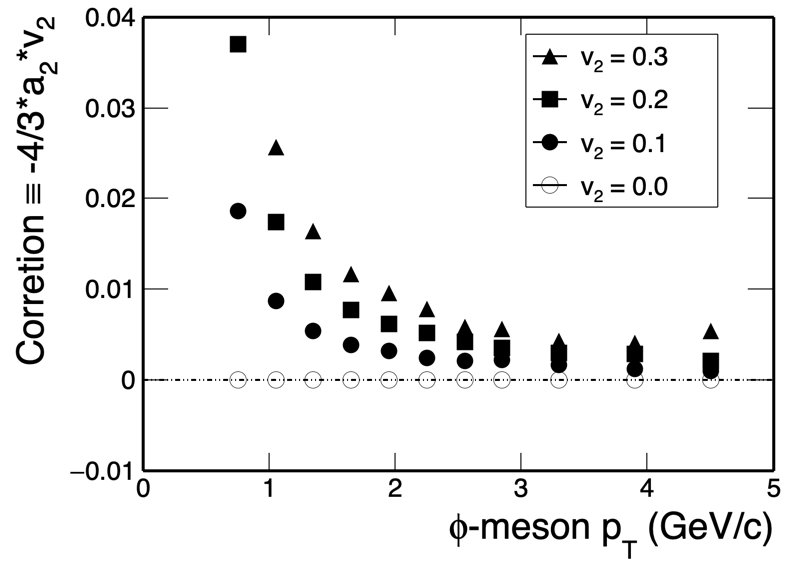 Corretion ≡ -4/3*a₂*v₂
0.04
0.03
0.02
0.01
0
−0.01
v₂ = 0.3
v₂ = 0.2
v₂ = 0.1
v₂ = 0.0
0 1 2 3 4 5
ϕ-meson p_T (GeV/c)